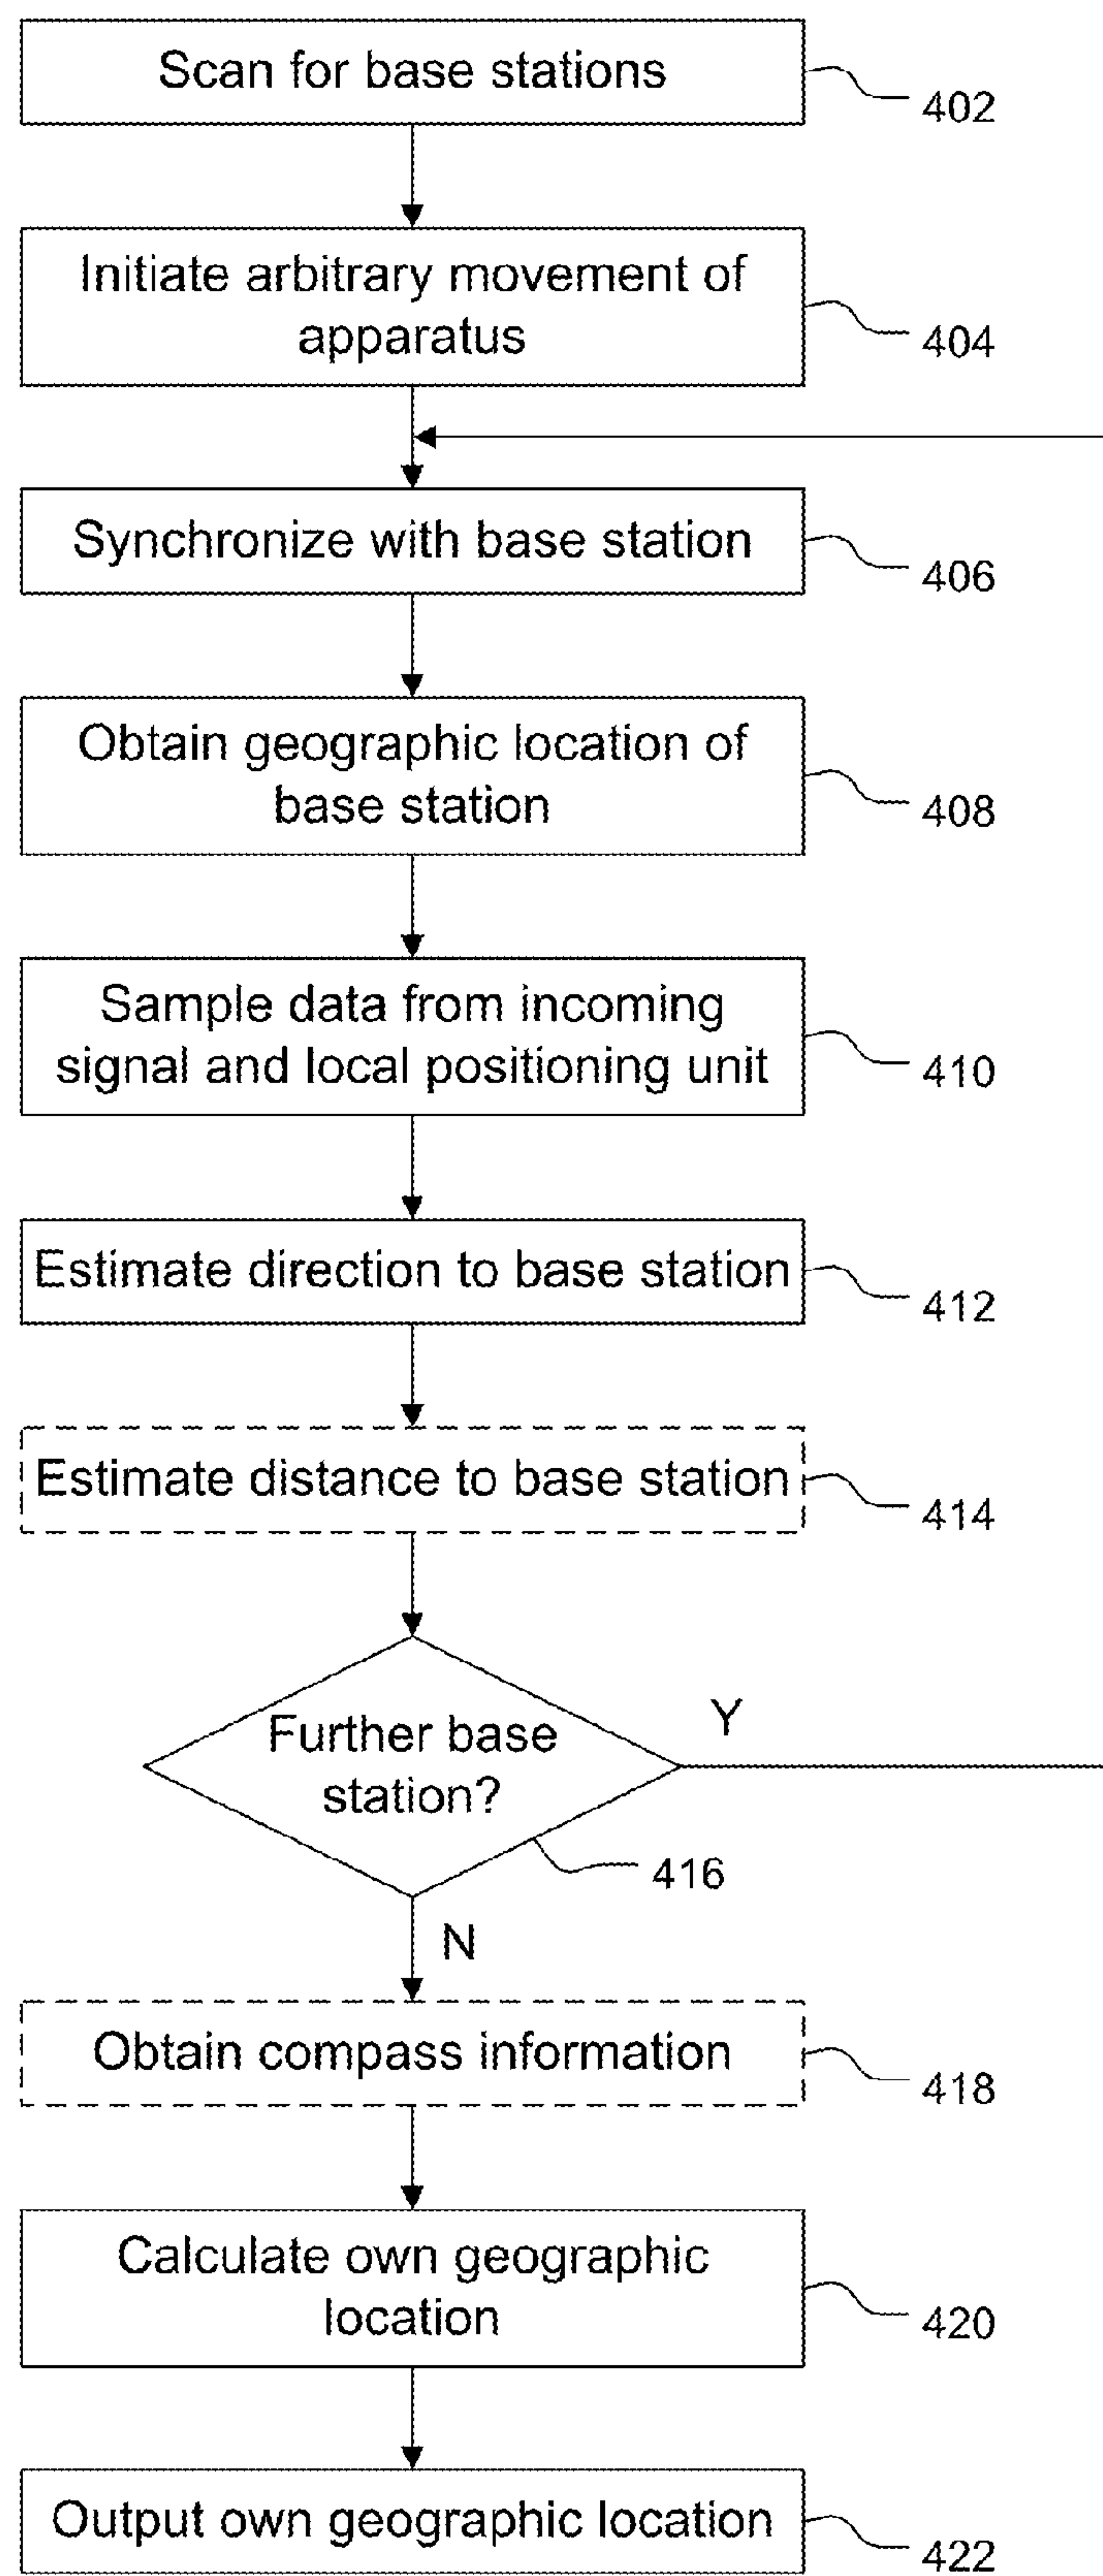 Scan for base stations
402
Initiate arbitrary movement of
apparatus
404
Synchronize with base station
406
Obtain geographic location of
base station
408
Sample data from incoming
signal and local positioning unit
410
Estimate direction to base station
412
Estimate distance to base station
414
Further base
station?
Y
416
N
Obtain compass information
418
Calculate own geographic
location
420
Output own geographic location
422